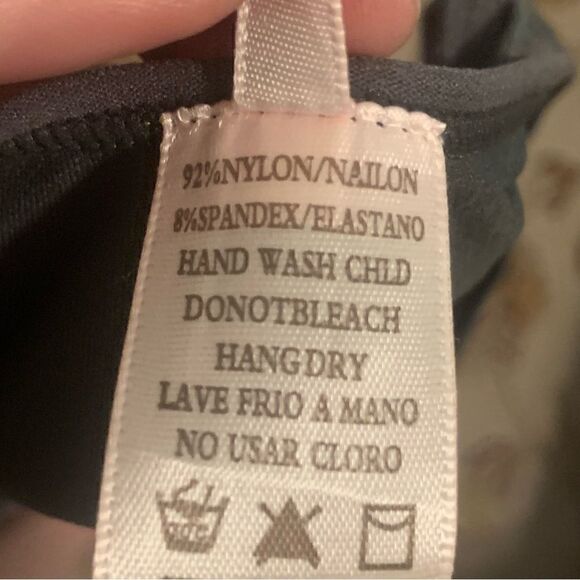 92%NYLON/NAILON
8%SPANDEX/ELASTANO
HAND WASH CHLD
DONOTBLEACH
HANGDRY
LAVE FRIO A MANO
NO USAR CLORO